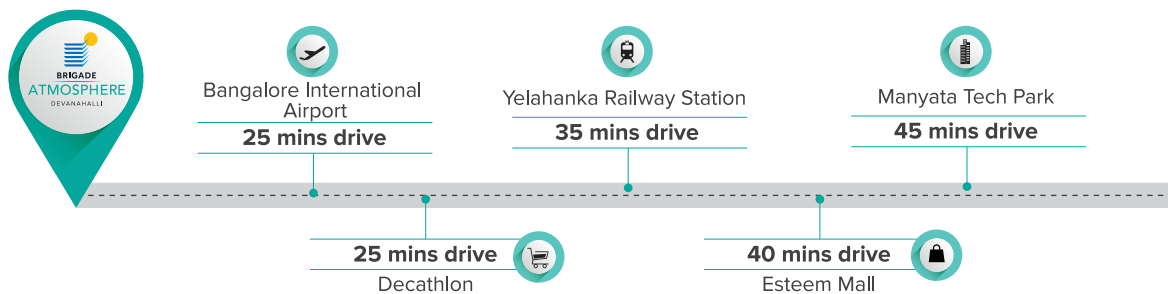 BRIGADE
ATMOSPHERE
DEVANAHALLI
Bangalore International
Airport
25 mins drive
Yelahanka Railway Station
35 mins drive
Manyata Tech Park
45 mins drive
25 mins drive
Decathlon
40 mins drive
Esteem Mall